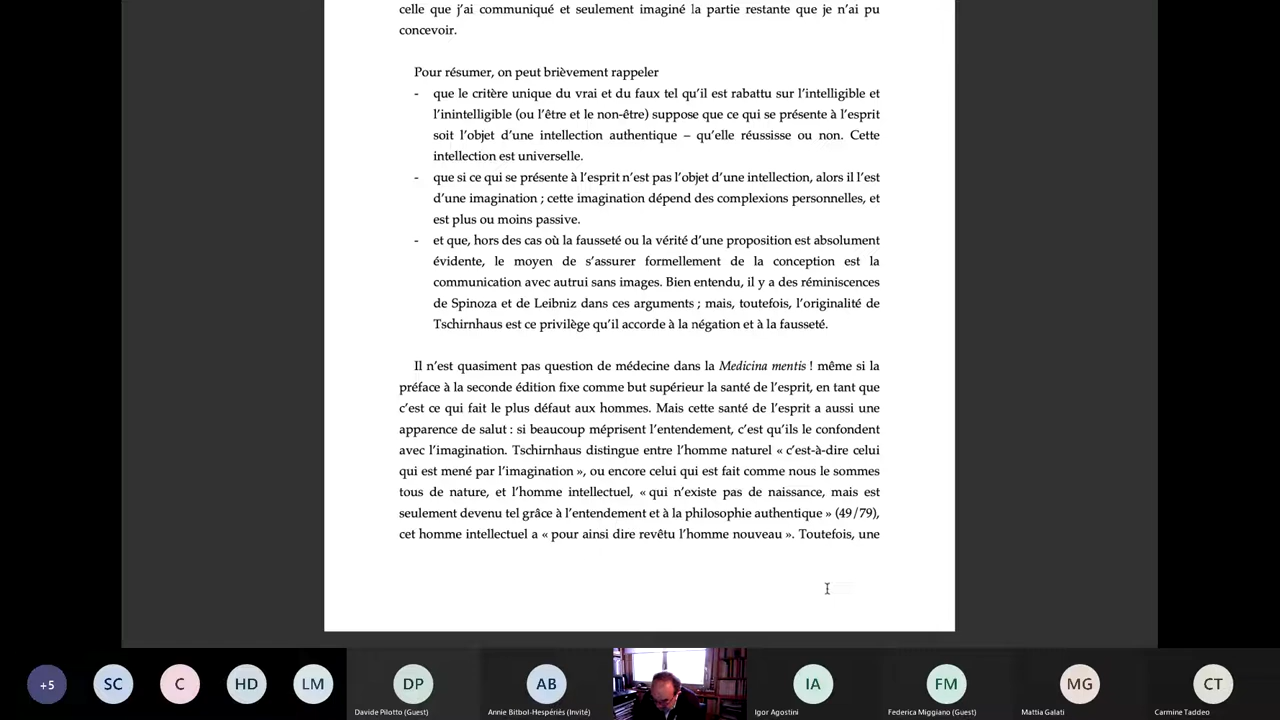 celle que j'ai communiqué et seulement imaginé la partie restante que je n'ai pu
concevoir.
Pour résumer, on peut brièvement rappeler
- que le critère unique du vrai et du faux tel qu'il est rabattu sur l'intelligible et
l'inintelligible (ou l'être et le non-être) suppose que ce qui se présente à l'esprit
soit l'objet d'une intellection authentique – qu'elle réussisse ou non. Cette
intellection est universelle.
- que si ce qui se présente à l'esprit n'est pas l'objet d'une intellection, alors il l'est
d'une imagination ; cette imagination dépend des complexions personnelles, et
est plus ou moins passive.
- et que, hors des cas où la fausseté ou la vérité d'une proposition est absolument
évidente, le moyen de s'assurer formellement de la conception est la
communication avec autrui sans images. Bien entendu, il y a des réminiscences
de Spinoza et de Leibniz dans ces arguments ; mais, toutefois, l'originalité de
Tschirnhaus est ce privilège qu'il accorde à la négation et à la fausseté.
Il n'est quasiment pas question de médecine dans la Medicina mentis ! même si la
préface à la seconde édition fixe comme but supérieur la santé de l'esprit, en tant que
c'est ce qui fait le plus défaut aux hommes. Mais cette santé de l'esprit a aussi une
apparence de salut : si beaucoup méprisent l'entendement, c'est qu'ils le confondent
avec l'imagination. Tschirnhaus distingue entre l'homme naturel « c'est-à-dire celui
qui est mené par l'imagination », ou encore celui qui est fait comme nous le sommes
tous de nature, et l'homme intellectuel, « qui n'existe pas de naissance, mais est
seulement devenu tel grâce à l'entendement et à la philosophie authentique » (49/79),
cet homme intellectuel a « pour ainsi dire revêtu l'homme nouveau ». Toutefois, une
+5
SC
C
HD
LM
DP
AB
IA
FM
MG
CT
Davide Pilotto (Guest)
Annie Bitbol-Hespériès (Invité)
Igor Agostini
Federica Miggiano (Guest)
Mattia Galati
Carmine Taddeo